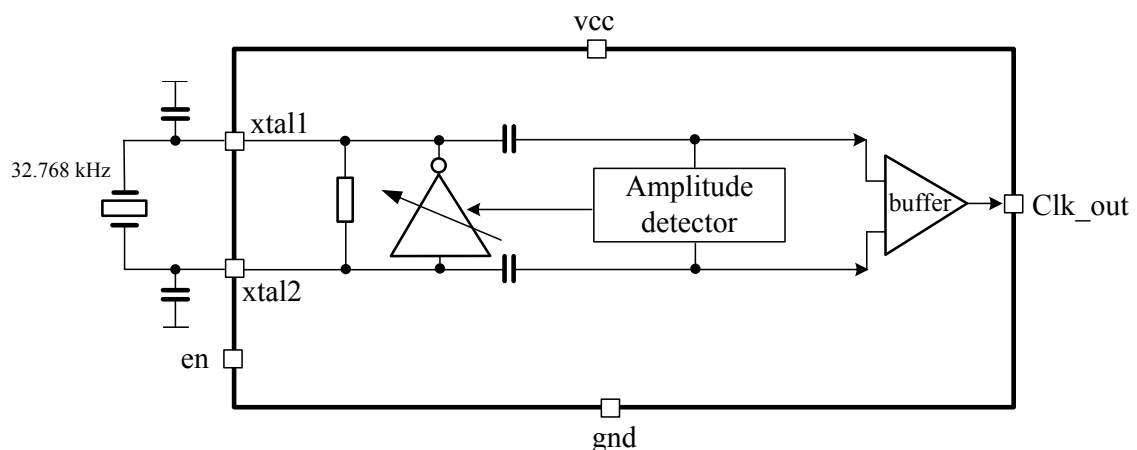 vcc
xtal1
32.768 kHz
Amplitude
detector
buffer
Clk_out
xtal2
en
gnd